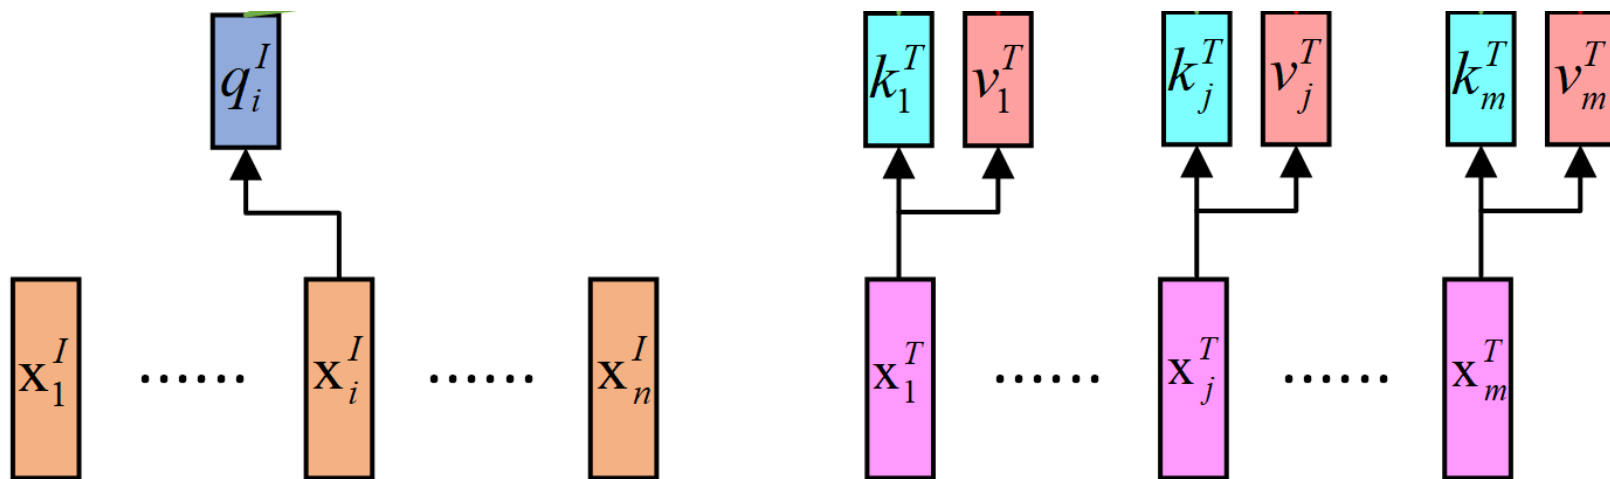 q_i^I k_1^T v_1^T k_j^T v_j^T k_m^T v_m^T
x_1^I ...... x_i^I ...... x_n^I x_1^T ...... x_j^T ...... x_m^T